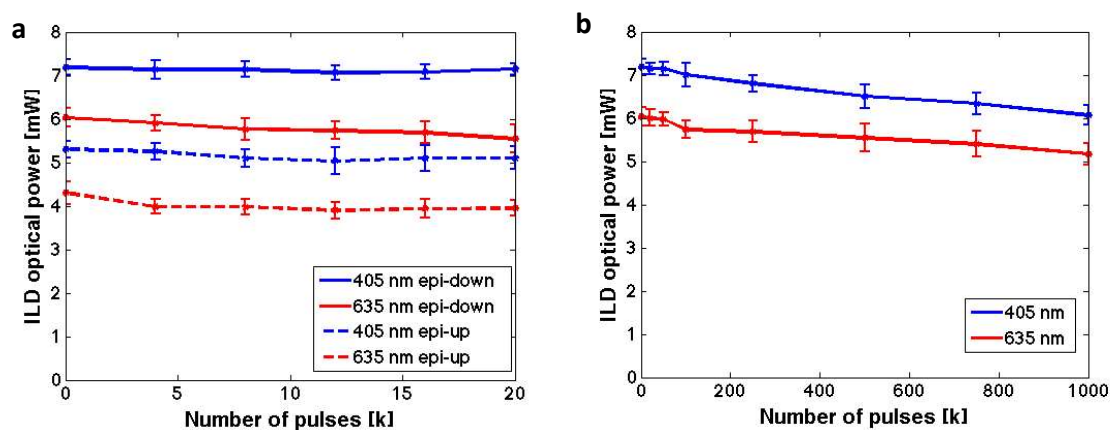 a
8
7
6
5
4
3
2
1
0
0
5
10
15
20
ILD optical power [mW]
Number of pulses [k]
405 nm epi-down
635 nm epi-down
405 nm epi-up
635 nm epi-up
b
8
7
6
5
4
3
2
1
0
0
200
400
600
800
1000
ILD optical power [mW]
Number of pulses [k]
405 nm
635 nm